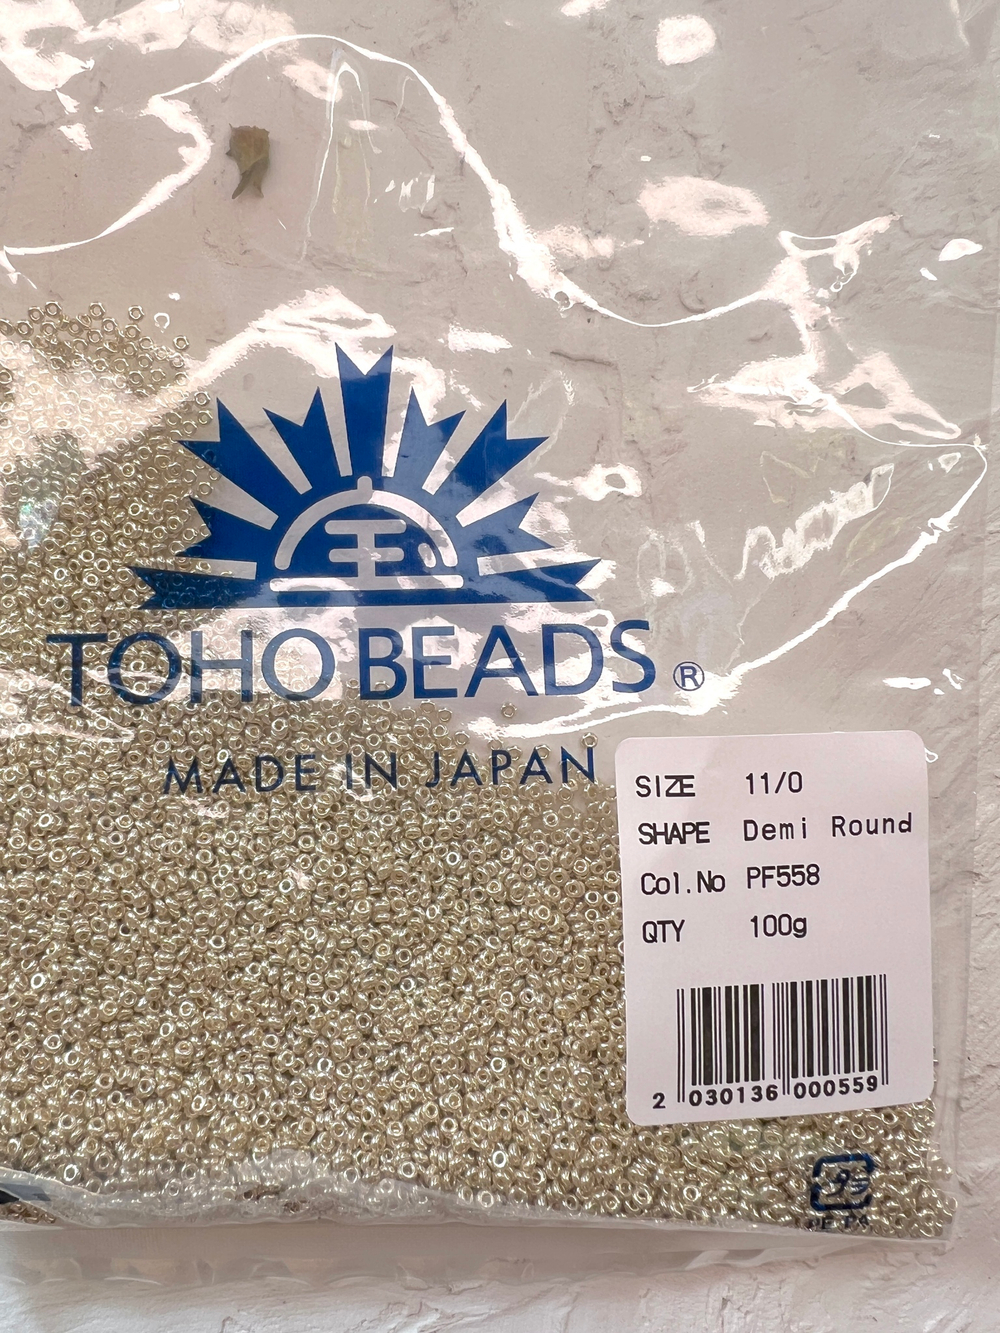 TOHO BEADS ®
MADE IN JAPAN
SIZE 11/0
SHAPE Demi Round
Col.No PF558
QTY 100g
2 030136 000559